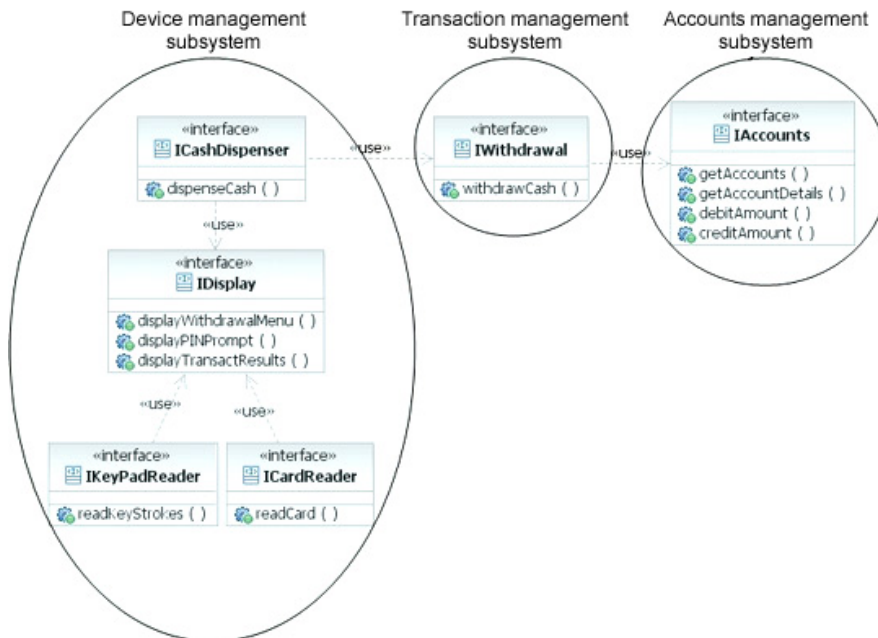 Device management
subsystem
Transaction management
subsystem
Accounts management
subsystem
«interface»
ICashDispenser
dispenseCash ( )
«use»
«interface»
IWithdrawal
withdrawCash ( )
«use»
«interface»
IAccounts
getAccounts ( )
getAccountDetails ( )
debitAmount ( )
creditAmount ( )
«use»
«interface»
IDisplay
displayWithdrawalMenu ( )
displayPINPrompt ( )
displayTransactResults ( )
«use»
«use»
«interface»
IKeyPadReader
readKeyStrokes ( )
«interface»
ICardReader
readCard ( )